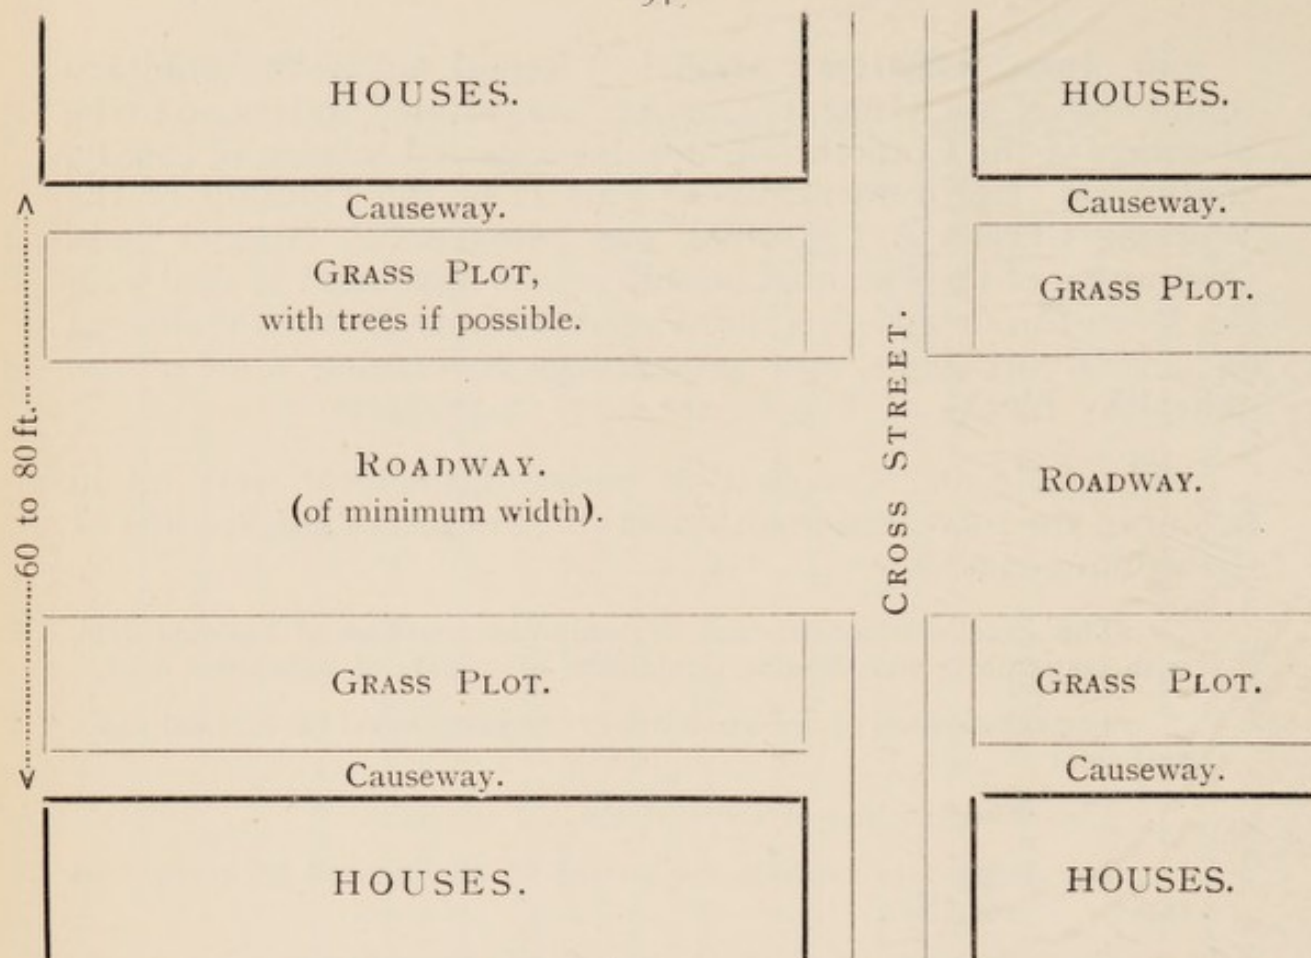 HOUSES.
HOUSES.
Causeway.
Causeway.
GRASS PLOT,
with trees if possible.
GRASS PLOT.
60 to 80 ft.
ROADWAY.
(of minimum width).
CROSS STREET.
ROADWAY.
GRASS PLOT.
GRASS PLOT.
Causeway.
Causeway.
HOUSES.
HOUSES.